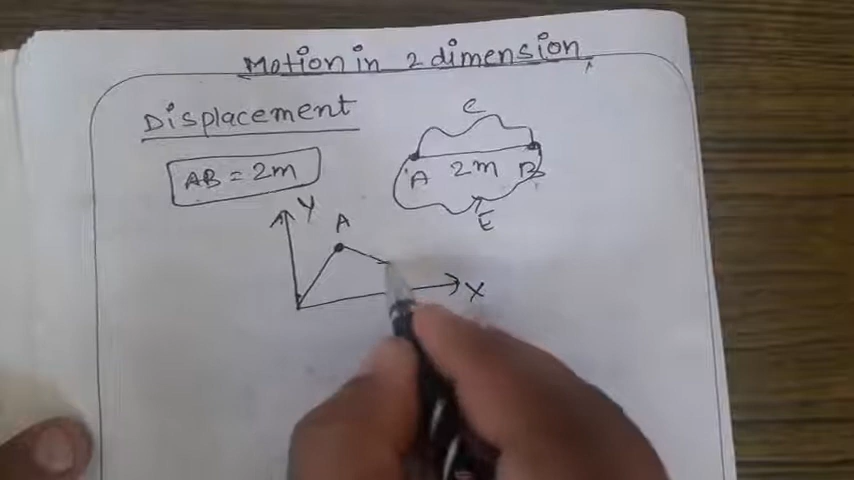 Motion in 2 dimension
Displacement
AB = 2m
C
A 2m B
E
Y
A
X